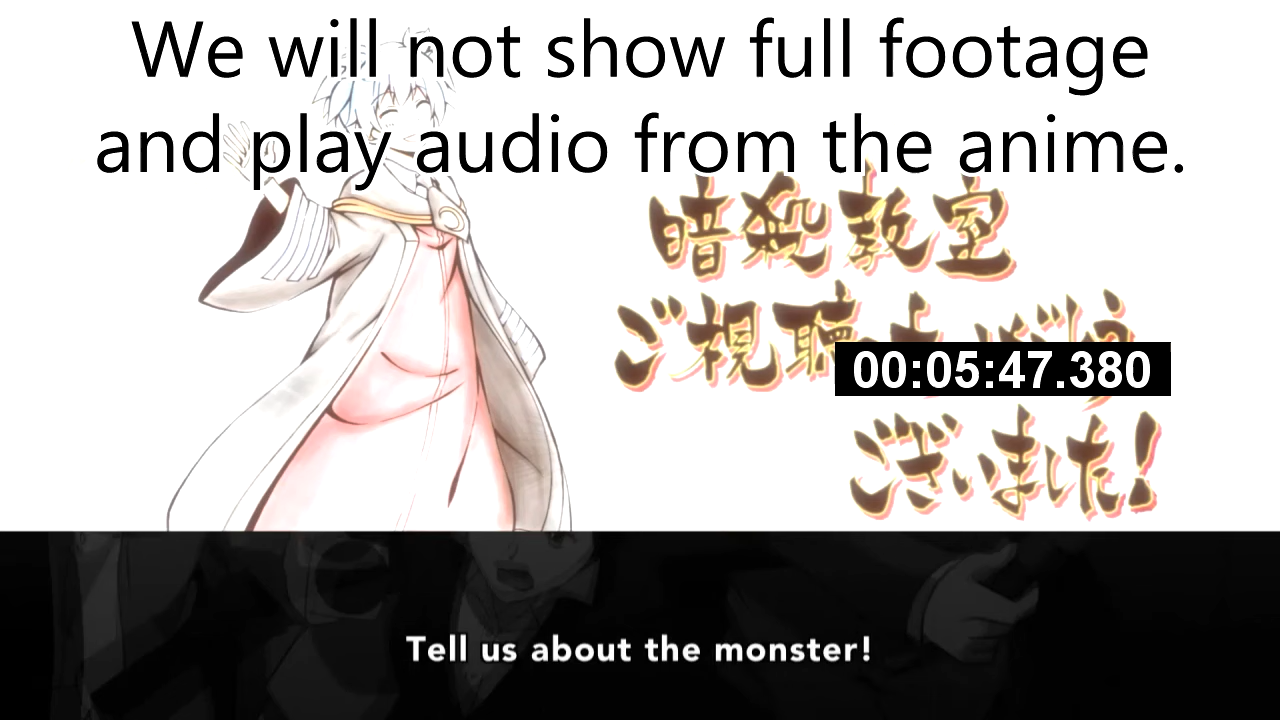 We will not show full footage
and play audio from the anime.
暗殺教室
ご視聴
00:05:47.380
ございました!
Tell us about the monster!